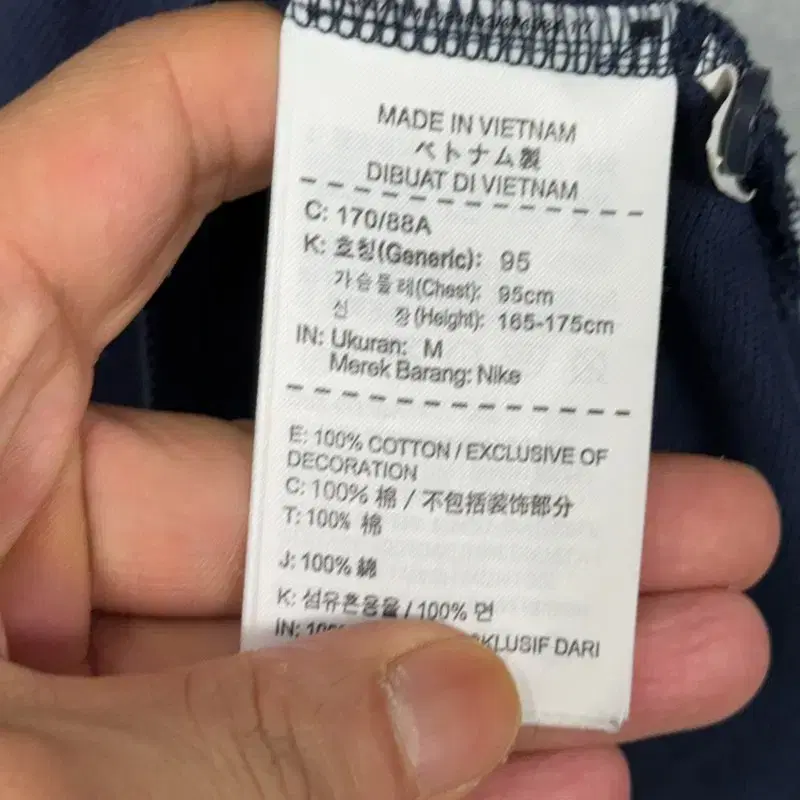 MADE IN VIETNAM
ベトナム製
DIBUAT DI VIETNAM
C: 170/88A
K: 호칭(Generic): 95
가슴둘레(Chest): 95cm
신 장(Height): 165-175cm
IN: Ukuran: M
Merek Barang: Nike
E: 100% COTTON / EXCLUSIVE OF
DECORATION
C: 100% 棉 / 不包括装饰部分
T: 100% 棉
J: 100% 綿
K: 섬유혼용율 / 100% 면
IN: DARI